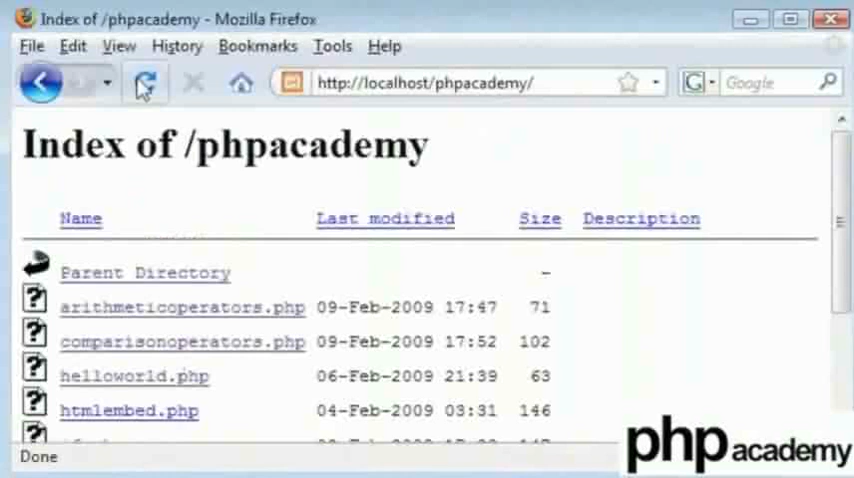 Index of /phpacademy - Mozilla Firefox
File Edit View History Bookmarks Tools Help
http://localhost/phpacademy/ G Google
Index of /phpacademy
Name Last modified Size Description
Parent Directory -
arithmeticoperators.php 09-Feb-2009 17:47 71
comparisonoperators.php 09-Feb-2009 17:52 102
helloworld.php 06-Feb-2009 21:39 63
htmlembed.php 04-Feb-2009 03:31 146
Done
php academy